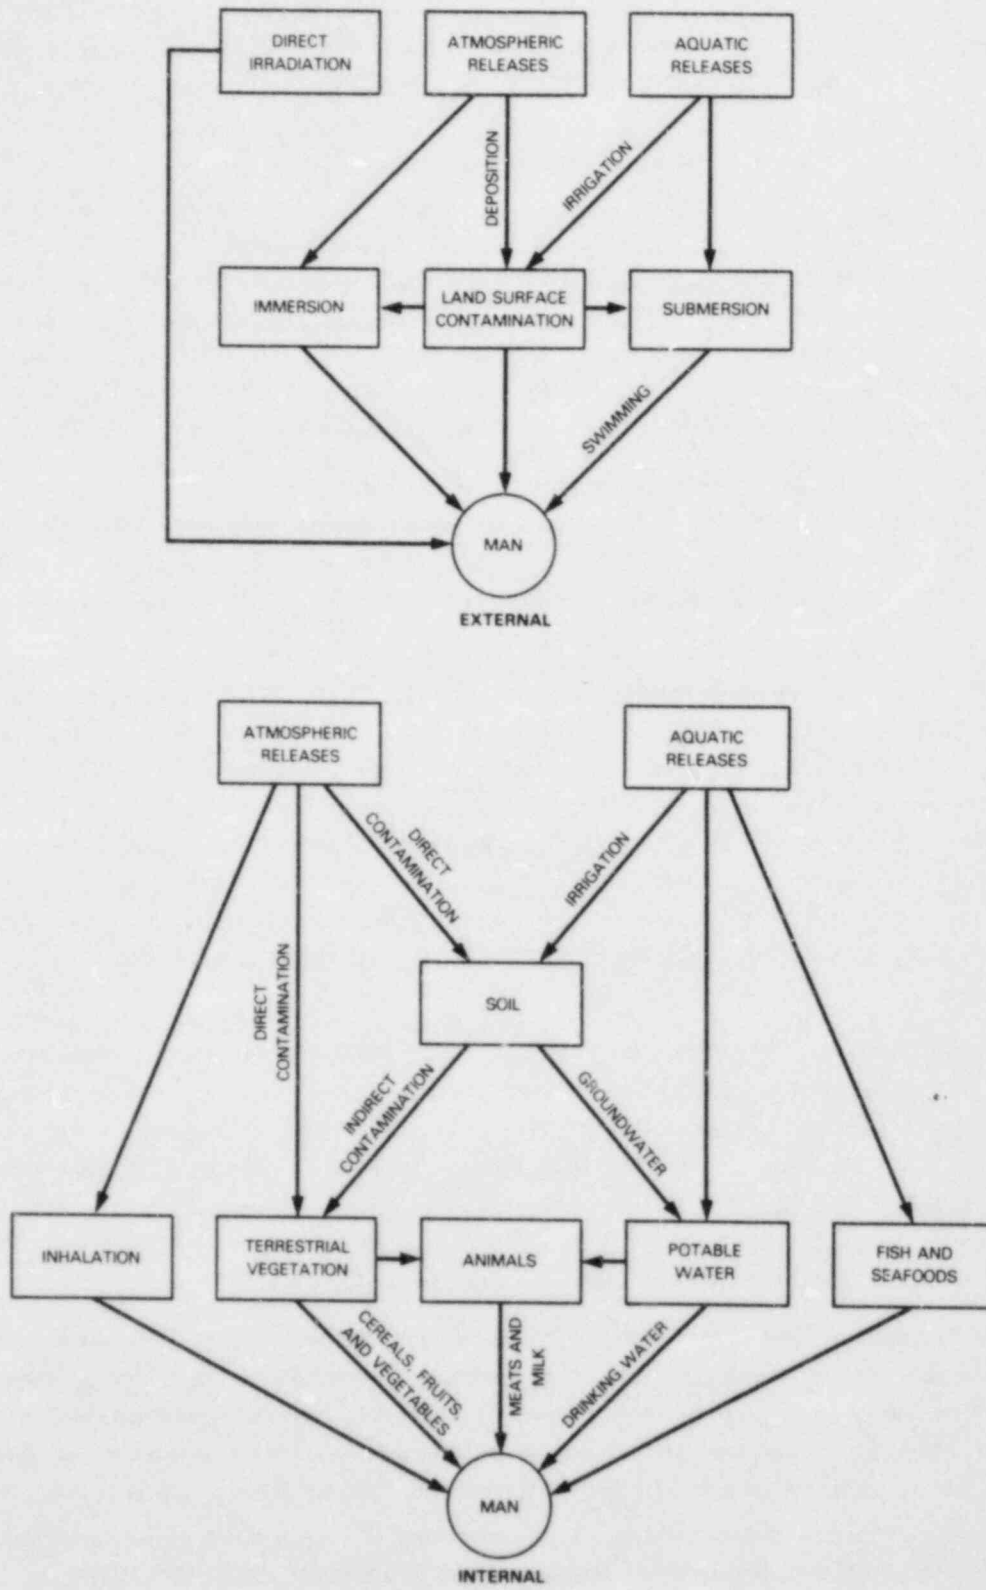 DIRECT
IRRADIATION
ATMOSPHERIC
RELEASES
AQUATIC
RELEASES
DEPOSITION
IRRIGATION
IMMERSION
LAND SURFACE
CONTAMINATION
SUBMERSION
SWIMMING
MAN
EXTERNAL
ATMOSPHERIC
RELEASES
AQUATIC
RELEASES
DIRECT
CONTAMINATION
IRRIGATION
DIRECT
CONTAMINATION
SOIL
INDIRECT
CONTAMINATION
GROUNDWATER
INHALATION
TERRESTRIAL
VEGETATION
ANIMALS
POTABLE
WATER
FISH AND
SEAFOODS
CEREALS, FRUITS,
AND VEGETABLES
MEATS AND
MILK
DRINKING WATER
MAN
INTERNAL